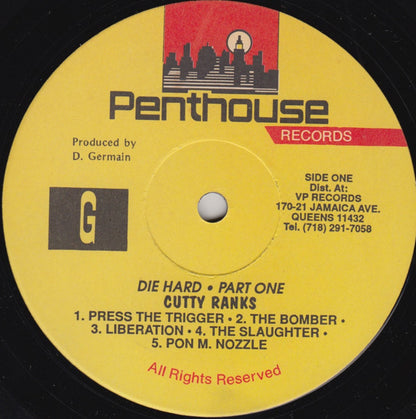 Penthouse
RECORDS
Produced by
D. Germain
G
SIDE ONE
Dist. At:
VP RECORDS
170-21 JAMAICA AVE.
QUEENS 11432
Tel. (718) 291-7058
DIE HARD • PART ONE
CUTTY RANKS
1. PRESS THE TRIGGER • 2. THE BOMBER •
3. LIBERATION • 4. THE SLAUGHTER •
5. PON M. NOZZLE
All Rights Reserved